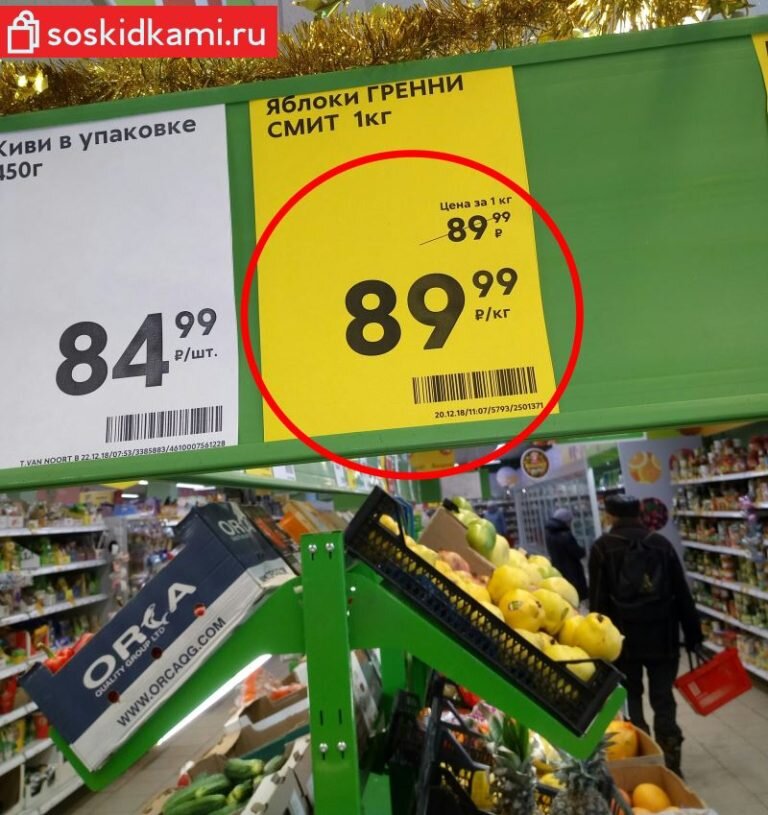 soskidkami.ru
Киви в упаковке
450г
84 99
₽/шт.
T VAN NOORT B 22.12.18/07:53/3385883/4610007561228
Яблоки ГРЕННИ
СМИТ 1кг
Цена за 1 кг
89 99
₽
89 99
₽/кг
20.12.18/11:07/5793/2501371
ORCA
QUALITY GROUP LTD
WWW.ORCAQG.COM